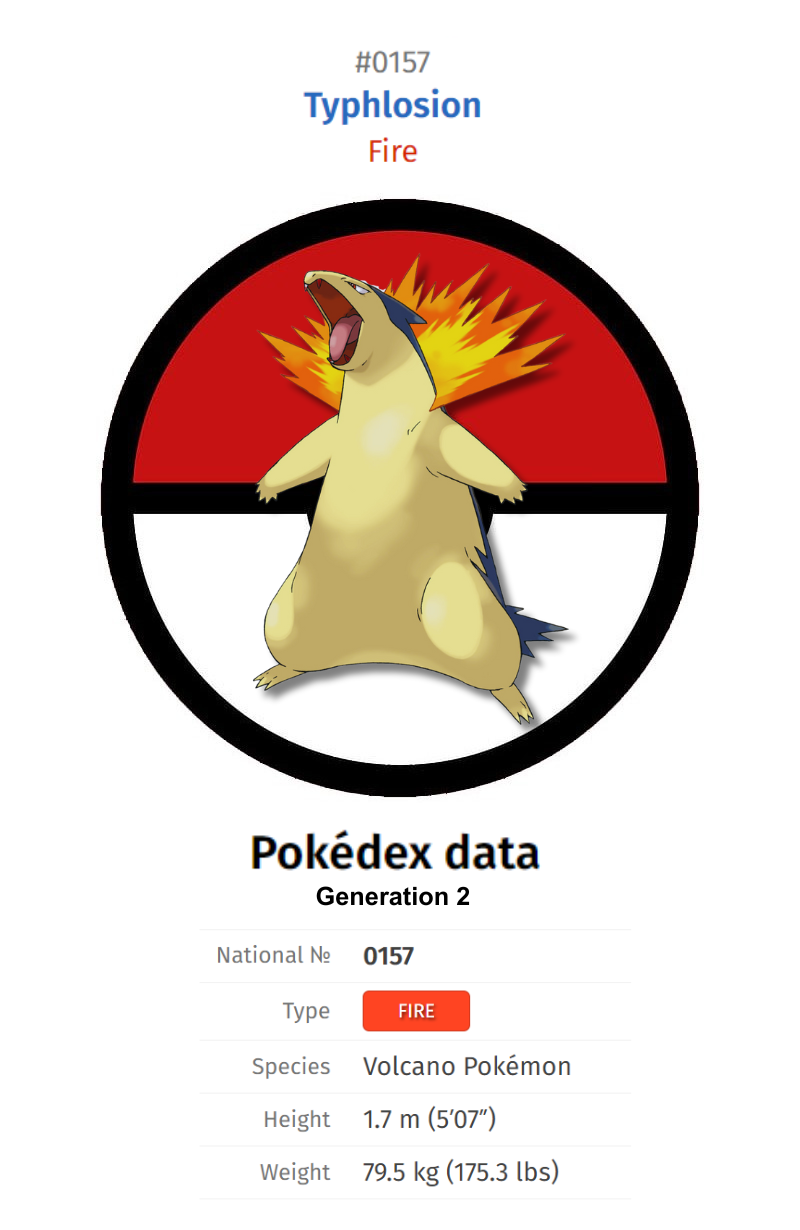 #0157
Typhlosion
Fire
Pokédex data
Generation 2
National № 0157
Type FIRE
Species Volcano Pokémon
Height 1.7 m (5′07″)
Weight 79.5 kg (175.3 lbs)